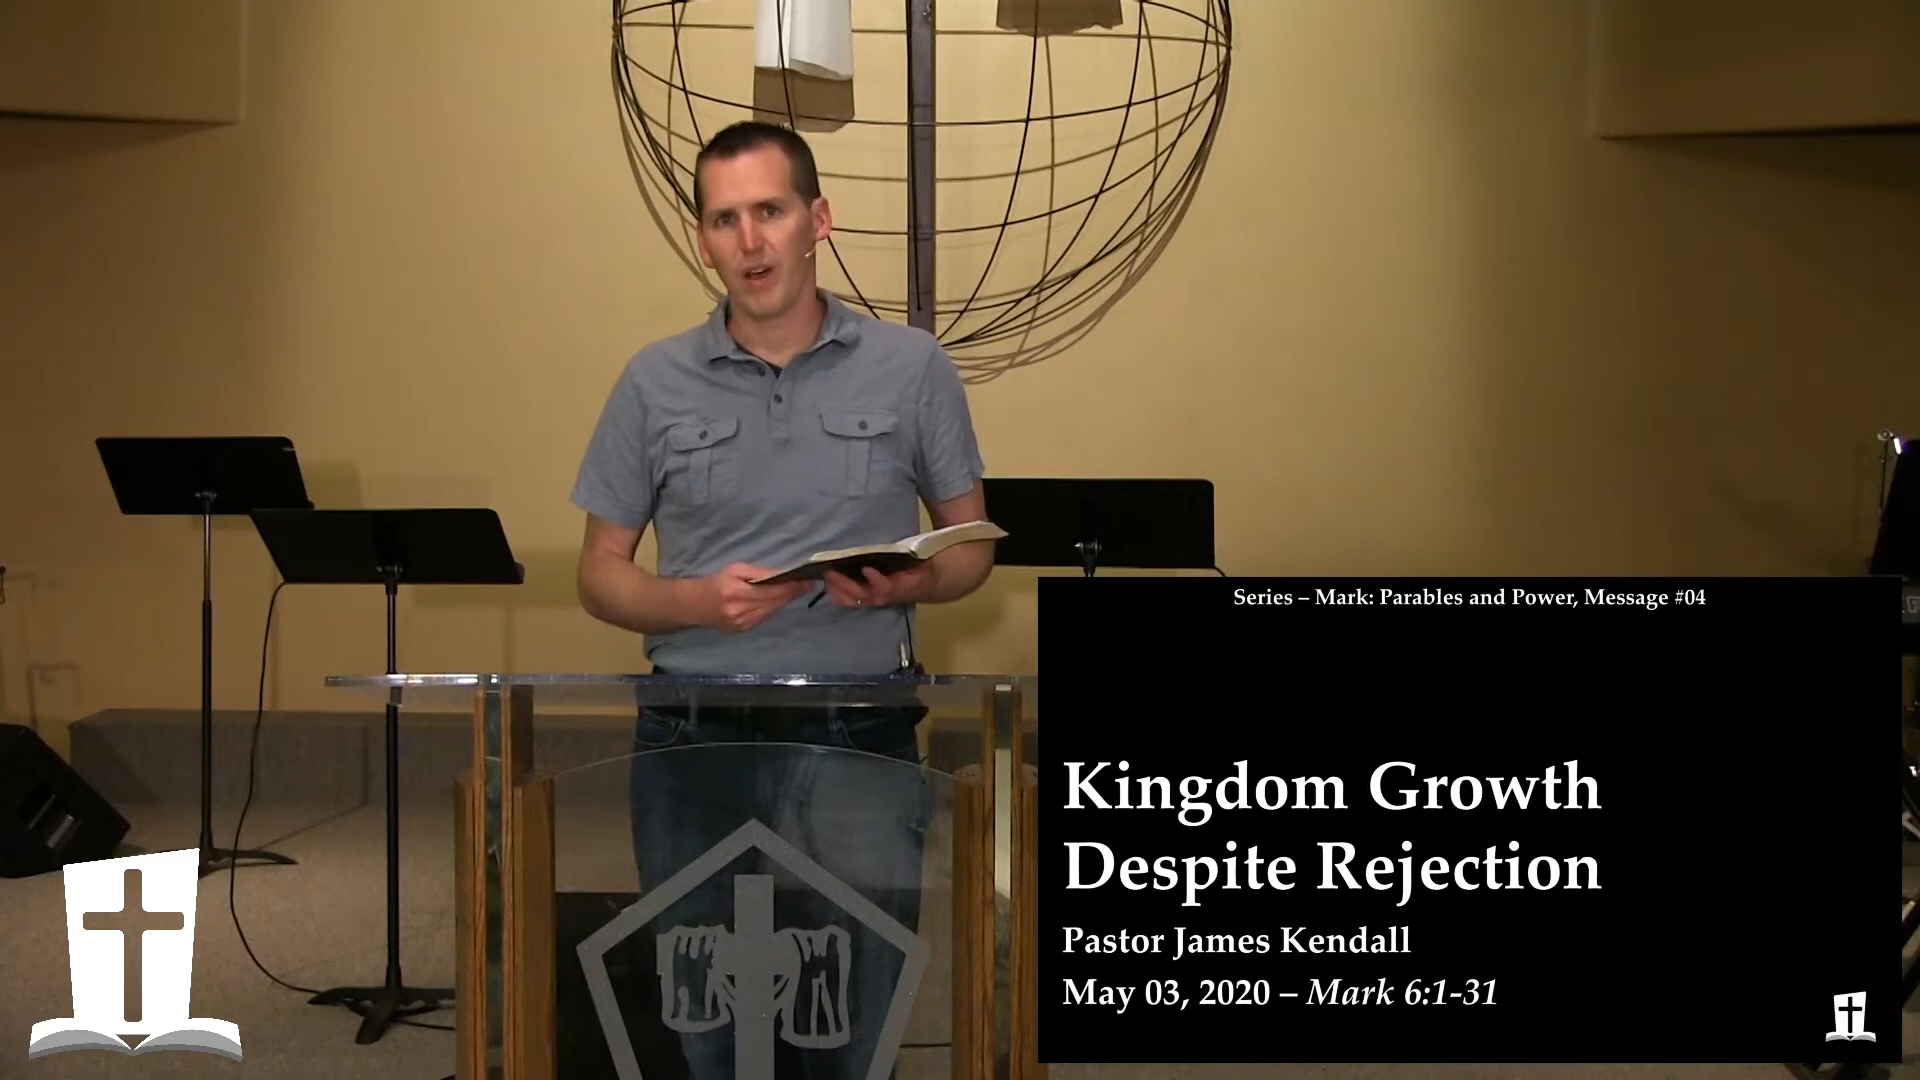 Series – Mark: Parables and Power, Message #04
Kingdom Growth
Despite Rejection
Pastor James Kendall
May 03, 2020 – Mark 6:1-31